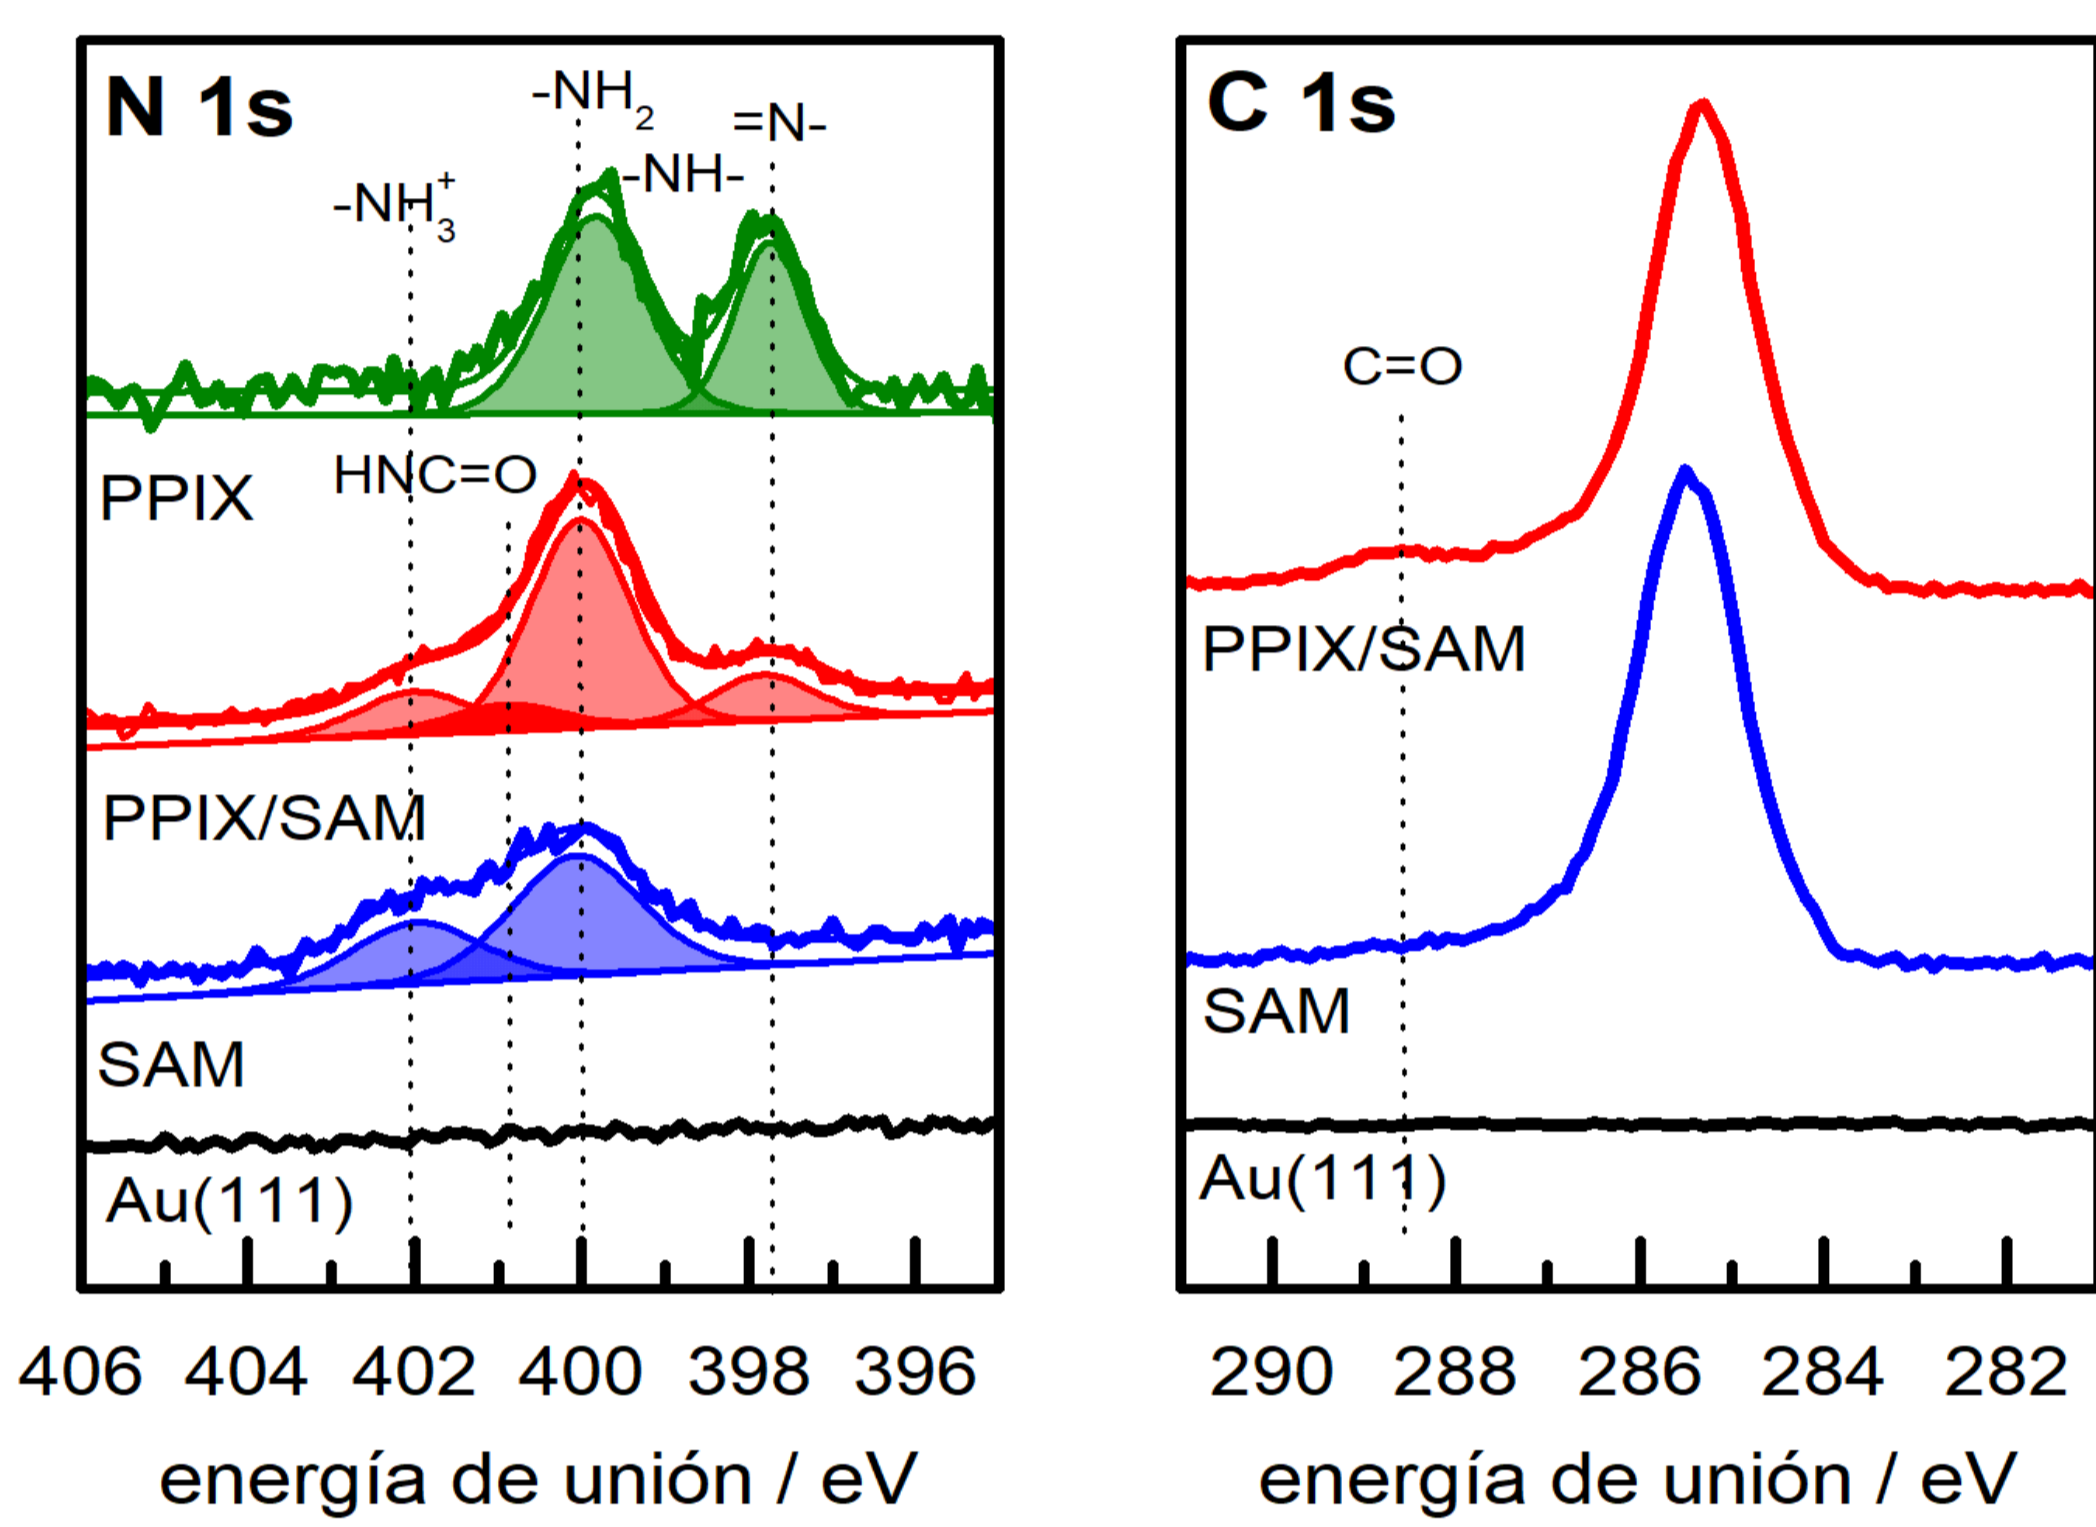 N 1s
-NH2
=N-
-NH-
-NH3+
PPIX
HNC=O
PPIX/SAM
SAM
Au(111)
406 404 402 400 398 396
energía de unión / eV
C 1s
C=O
PPIX/SAM
SAM
Au(111)
290 288 286 284 282
energía de unión / eV